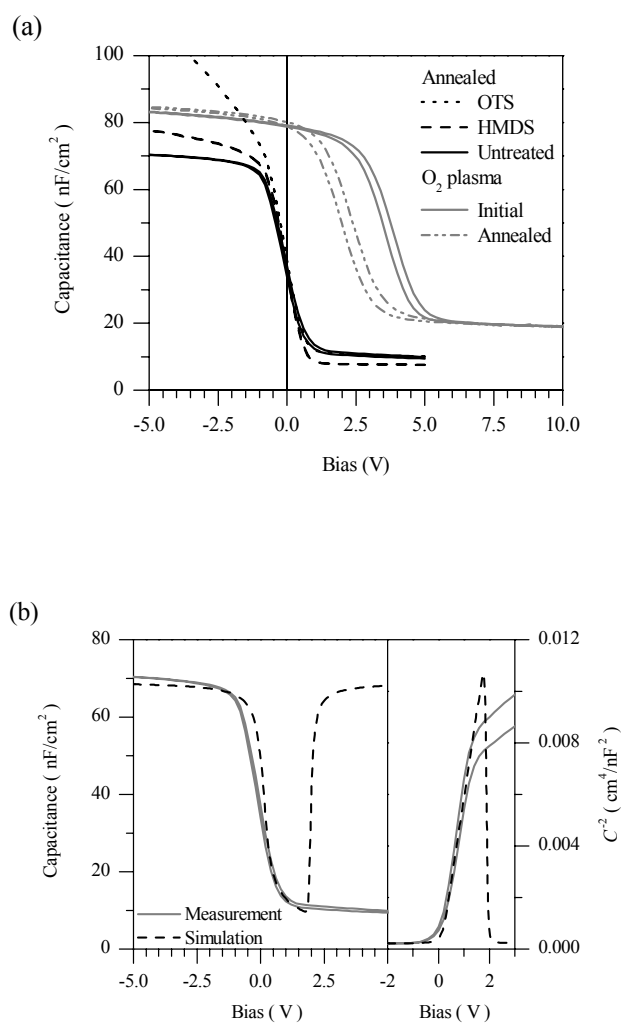 (a)
100
80
60
40
20
0
Capacitance ( nF/cm²)
Annealed
OTS
HMDS
Untreated
O₂ plasma
Initial
Annealed
-5.0 -2.5 0.0 2.5 5.0 7.5 10.0
Bias (V)
(b)
80
60
40
20
0
Capacitance ( nF/cm²)
Measurement
Simulation
-5.0 -2.5 0.0 2.5
Bias ( V )
0.012
0.008
0.004
0.000
C⁻² ( cm⁴/nF² )
-2 0 2
Bias ( V )